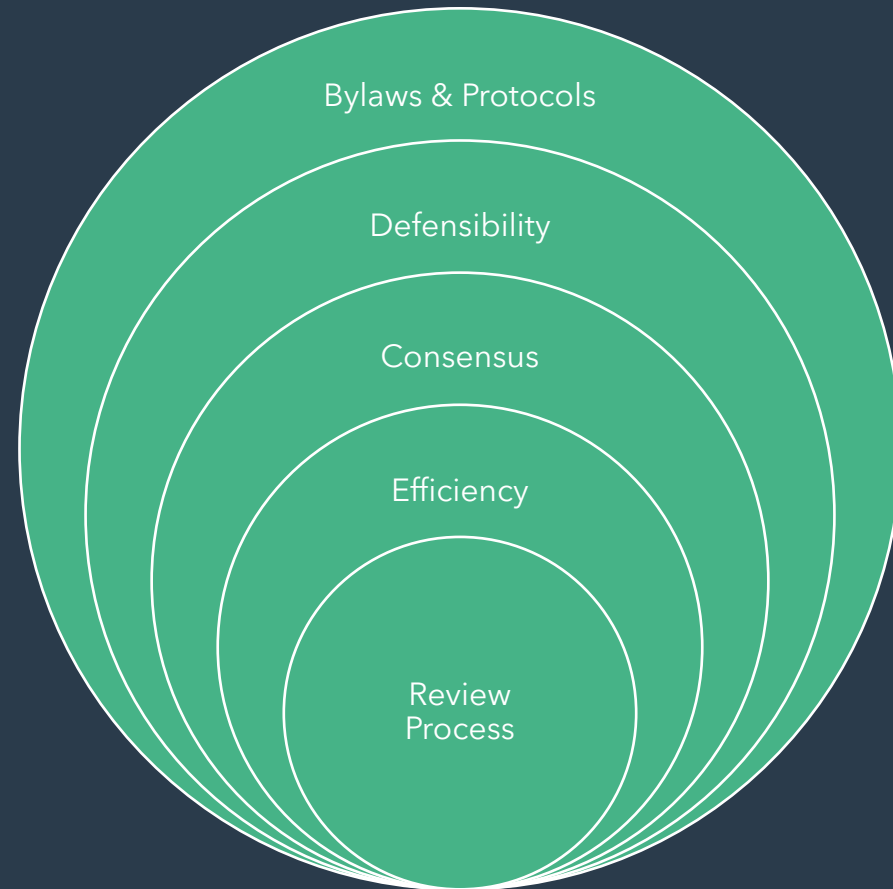 Bylaws & Protocols
Defensibility
Consensus
Efficiency
Review
Process